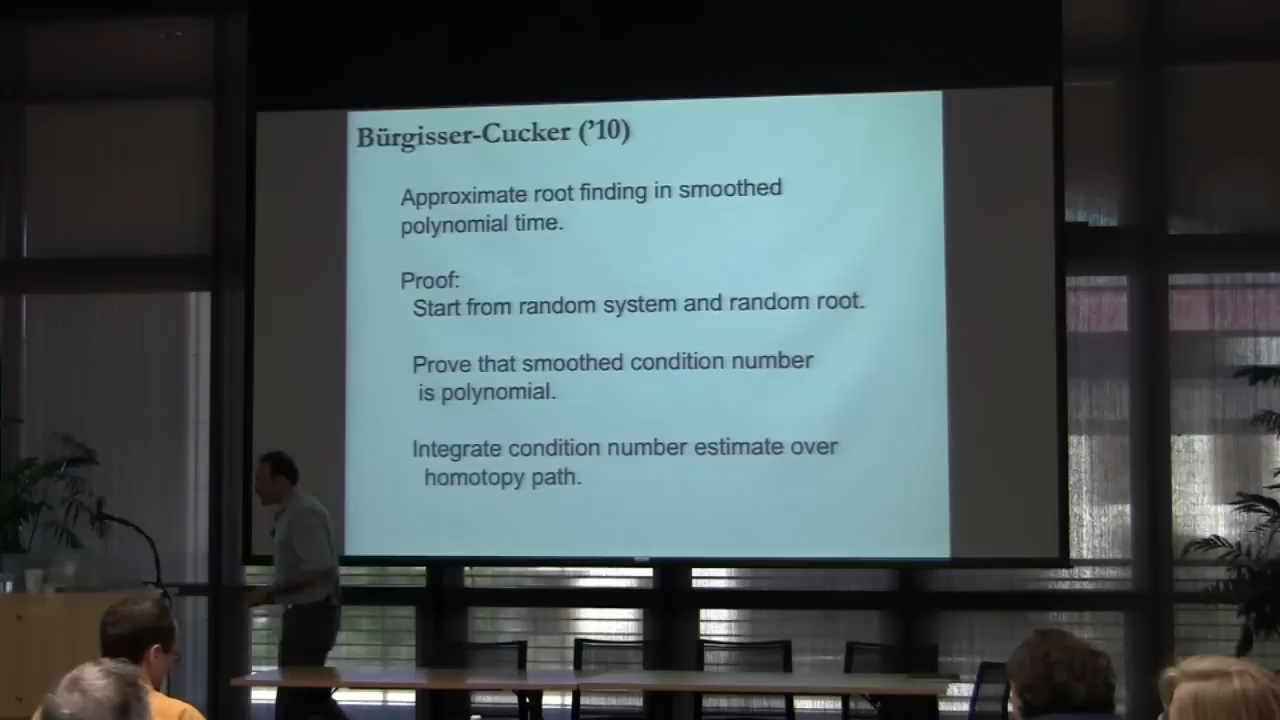 Bürgisser-Cucker (’10)
Approximate root finding in smoothed
polynomial time.
Proof:
Start from random system and random root.
Prove that smoothed condition number
is polynomial.
Integrate condition number estimate over
homotopy path.